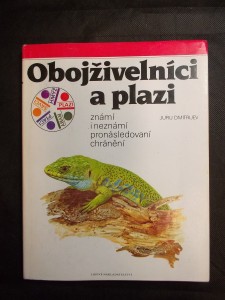 Obojživelníci
a plazi
známí
i neznámí
pronásledovaní
chránění
JURIJ DMITRIJEV